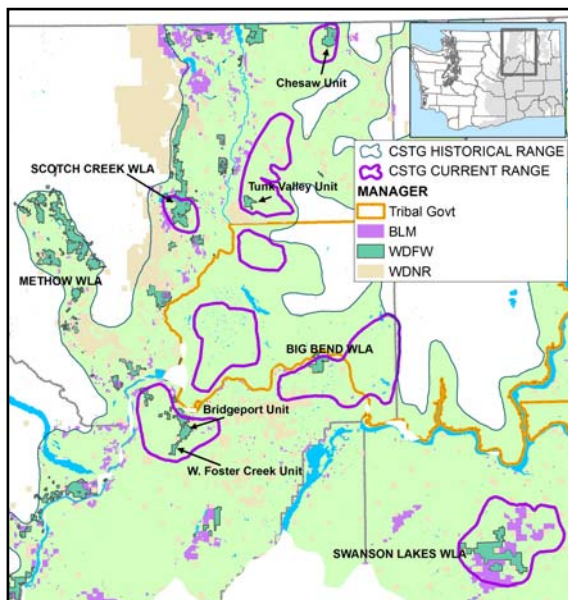 Chesaw Unit
CSTG HISTORICAL RANGE
CSTG CURRENT RANGE
MANAGER
Tribal Govt
BLM
WDFW
WDNR
SCOTCH CREEK WLA
Tunk Valley Unit
METHOW WLA
BIG BEND WLA
Bridgeport Unit
W. Foster Creek Unit
SWANSON LAKES WLA